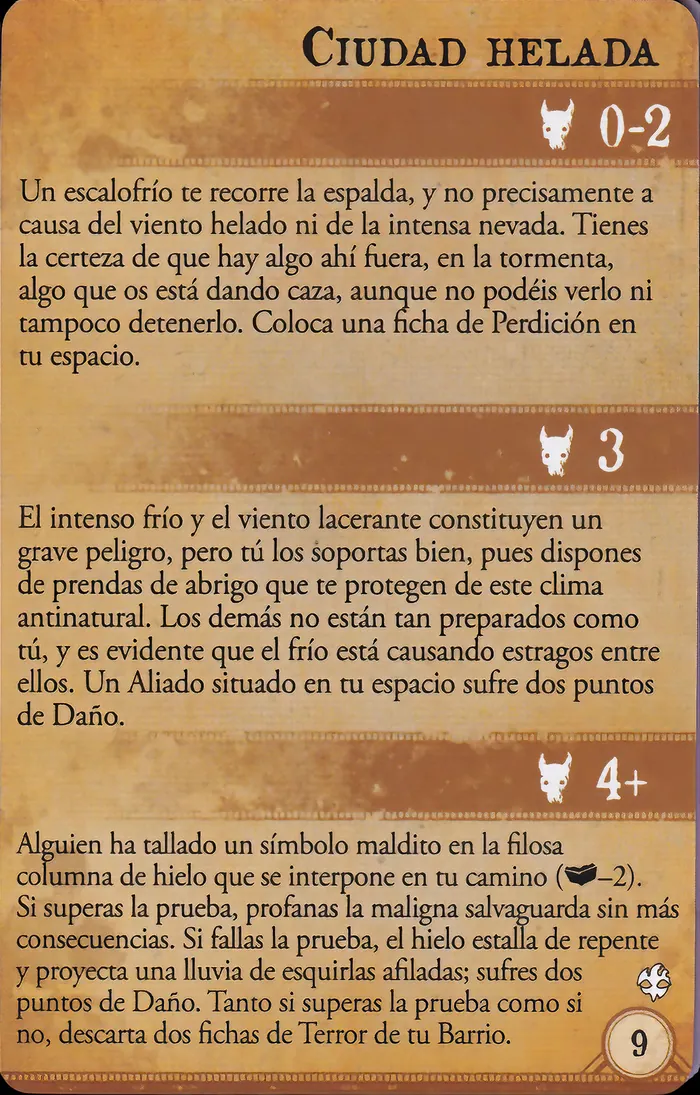 Ciudad helada
0-2
Un escalofrío te recorre la espalda, y no precisamente a
causa del viento helado ni de la intensa nevada. Tienes
la certeza de que hay algo ahí fuera, en la tormenta,
algo que os está dando caza, aunque no podéis verlo ni
tampoco detenerlo. Coloca una ficha de Perdición en
tu espacio.
3
El intenso frío y el viento lacerante constituyen un
grave peligro, pero tú los soportas bien, pues dispones
de prendas de abrigo que te protegen de este clima
antinatural. Los demás no están tan preparados como
tú, y es evidente que el frío está causando estragos entre
ellos. Un Aliado situado en tu espacio sufre dos puntos
de Daño.
4+
Alguien ha tallado un símbolo maldito en la filosa
columna de hielo que se interpone en tu camino (–2).
Si superas la prueba, profanas la maligna salvaguarda sin más
consecuencias. Si fallas la prueba, el hielo estalla de repente
y proyecta una lluvia de esquirlas afiladas; sufres dos
puntos de Daño. Tanto si superas la prueba como si
no, descarta dos fichas de Terror de tu Barrio.
9